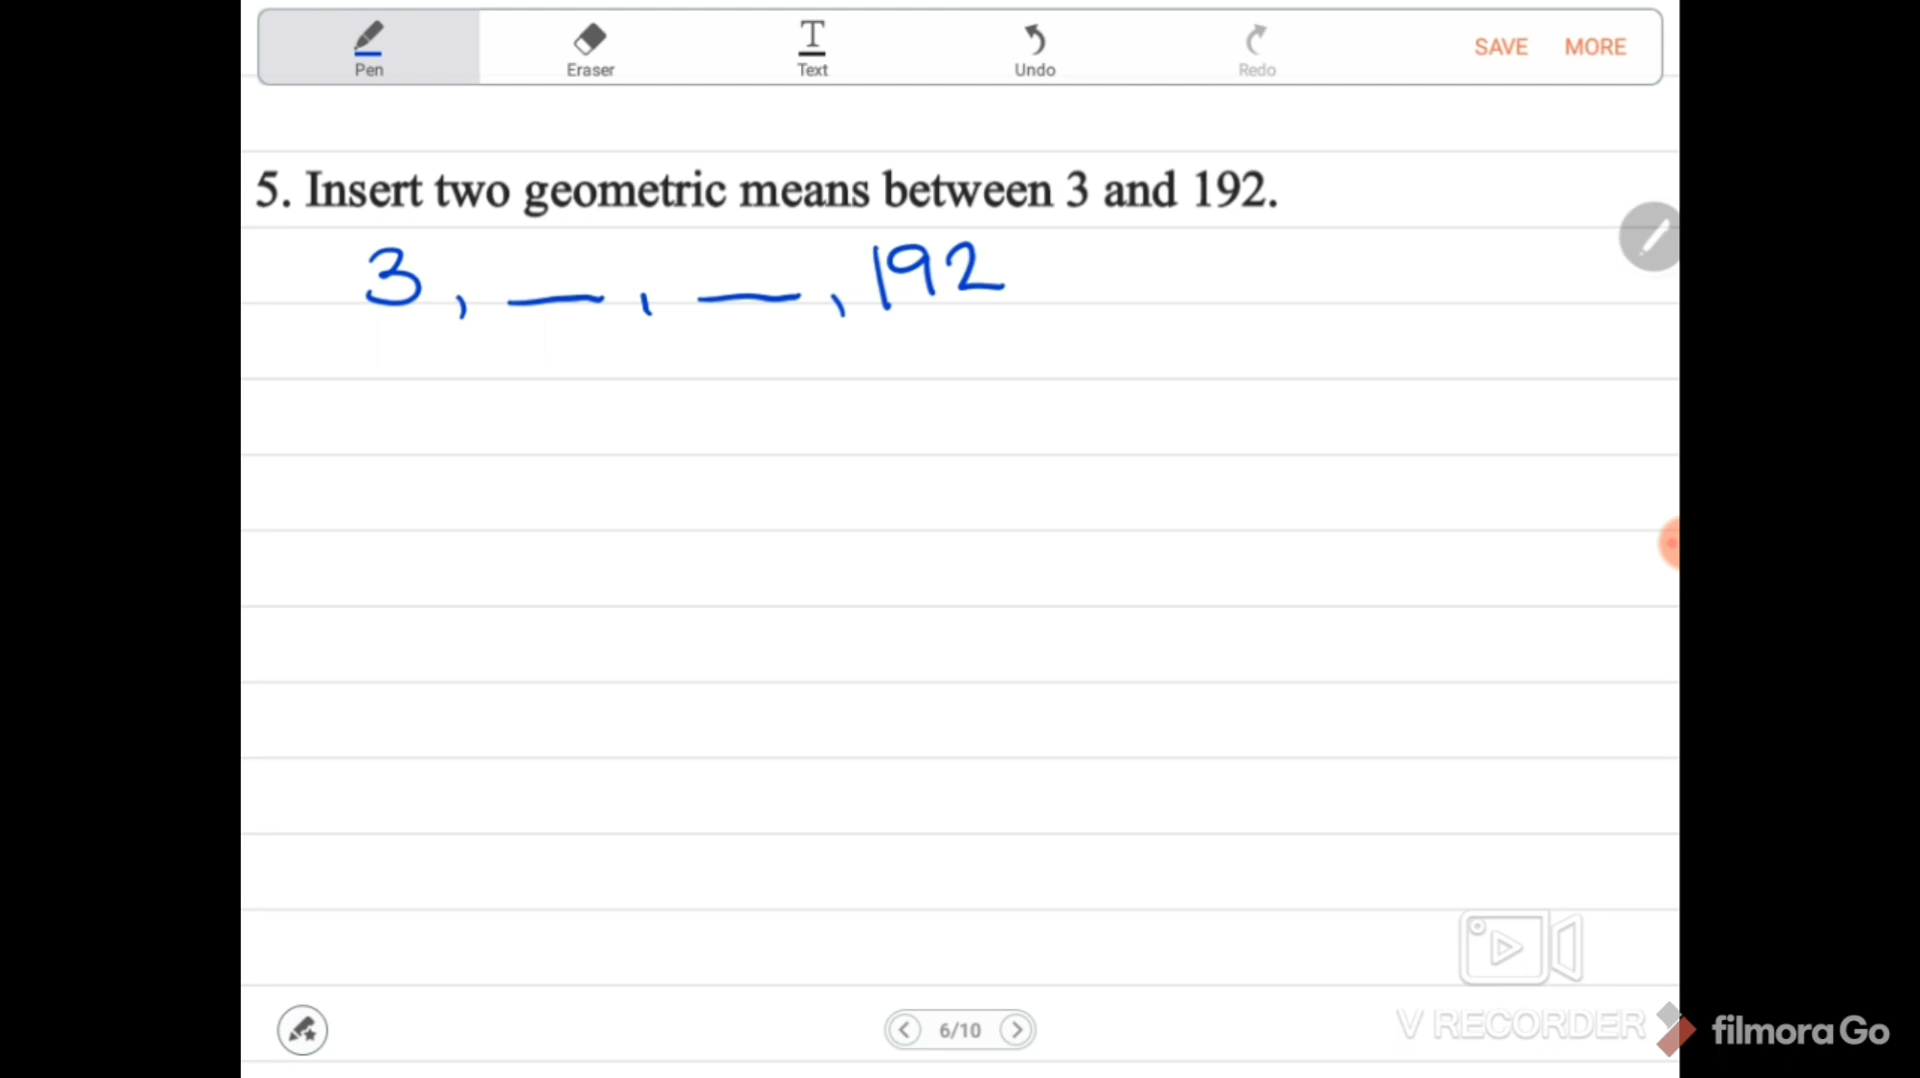 Pen Eraser Text Undo Redo SAVE MORE
5. Insert two geometric means between 3 and 192.
3, __, __, 192
6/10
V RECORDER
filmora Go